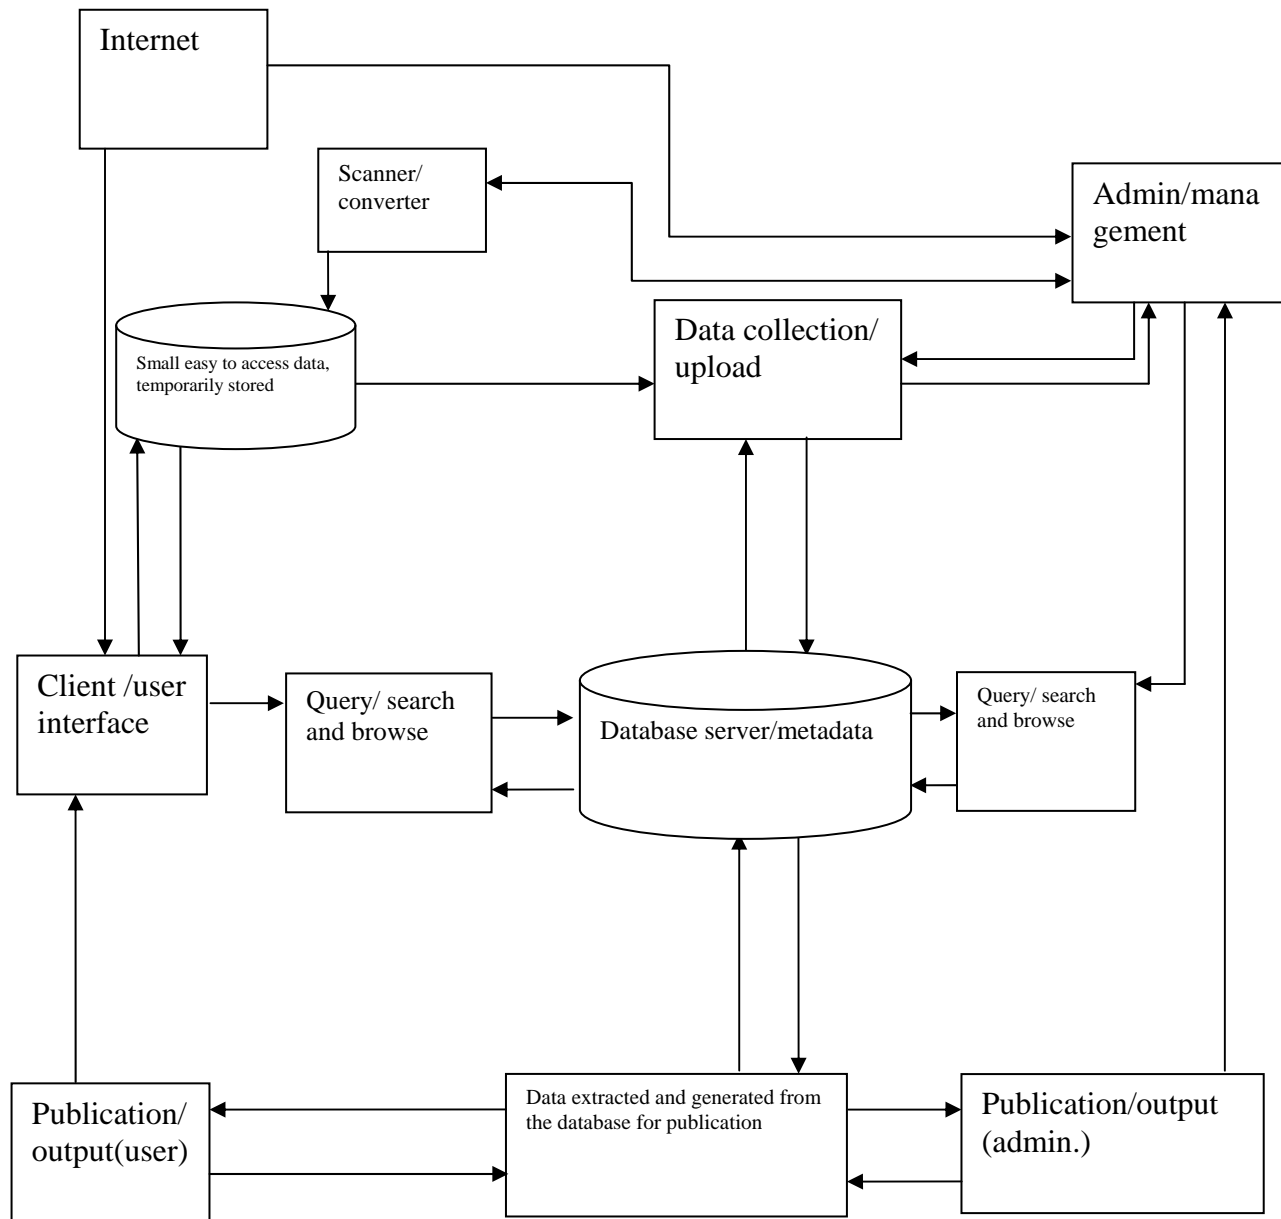 Internet
Scanner/
converter
Admin/mana
gement
Small easy to access data,
temporarily stored
Data collection/
upload
Client /user
interface
Query/ search
and browse
Database server/metadata
Query/ search
and browse
Publication/
output(user)
Data extracted and generated from
the database for publication
Publication/output
(admin.)